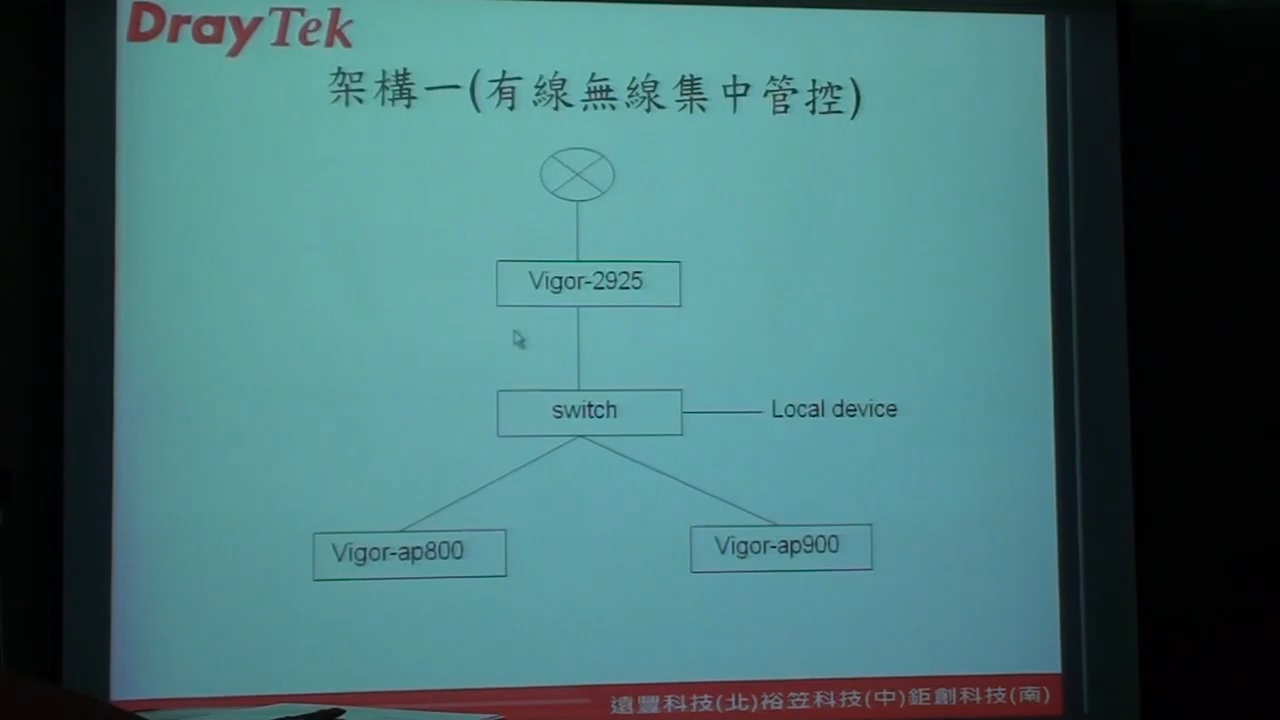 DrayTek
架構一(有線無線集中管控)
Vigor-2925
switch
Local device
Vigor-ap800
Vigor-ap900
遠豐科技(北)裕笠科技(中)鉅創科技(南)